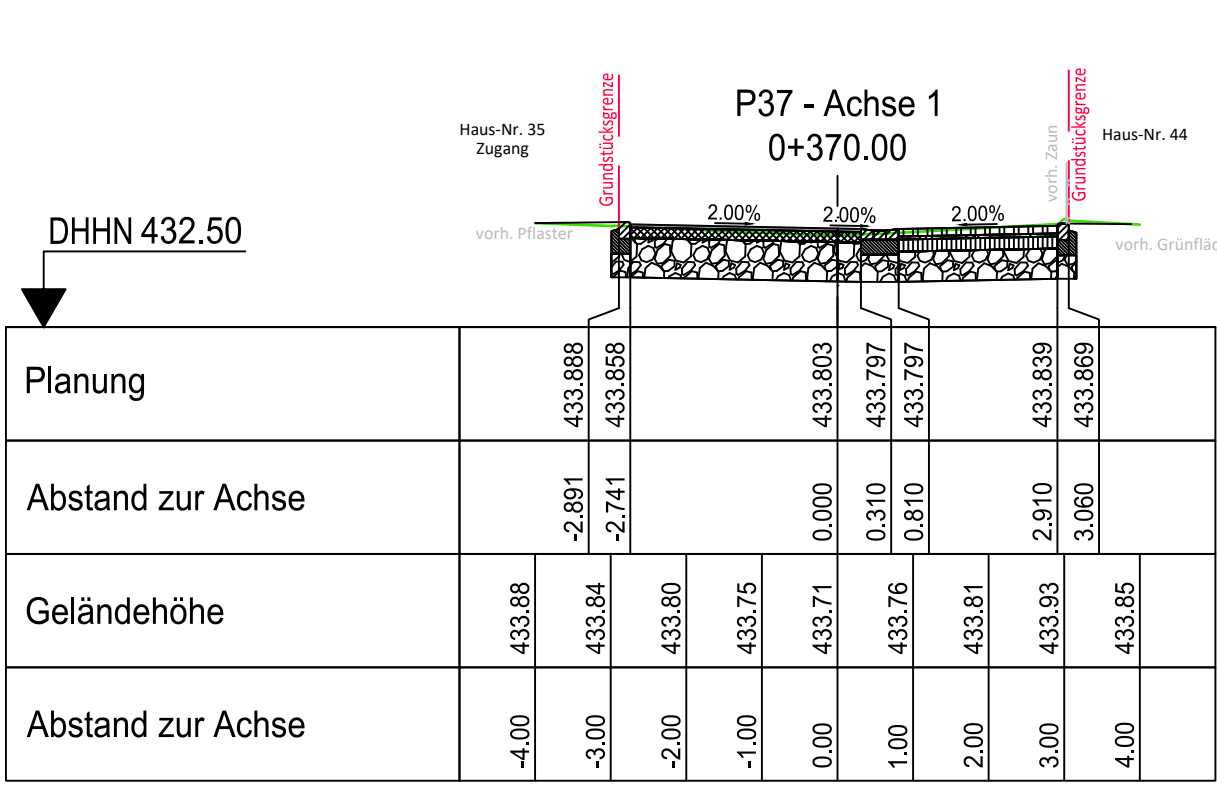 P37 - Achse 1
0+370.00
Haus-Nr. 35
Zugang
Grundstücksgrenze
vorh. Zaun
Grundstücksgrenze
Haus-Nr. 44
DHHN 432.50
vorh. Pflaster
2.00%
2.00%
2.00%
vorh. Grünfläc
Planung
433.888
433.858
433.803
433.797
433.797
433.839
433.869
Abstand zur Achse
-2.891
-2.741
0.000
0.310
0.810
2.910
3.060
Geländehöhe
433.88
433.84
433.80
433.75
433.71
433.76
433.81
433.93
433.85
Abstand zur Achse
-4.00
-3.00
-2.00
-1.00
0.00
1.00
2.00
3.00
4.00